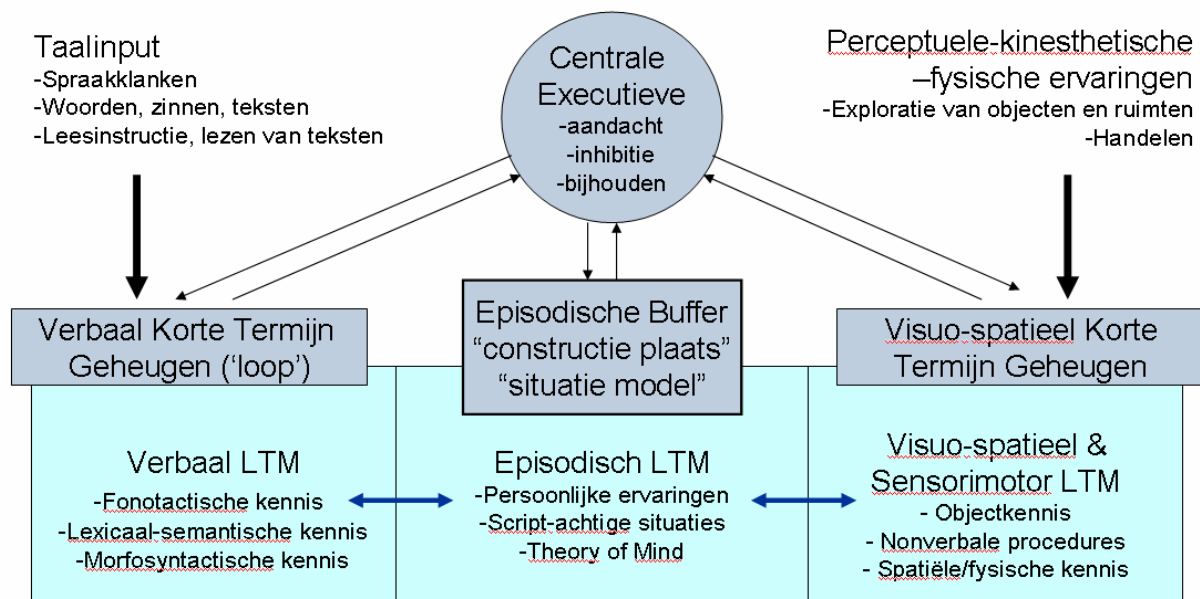 Taalinput
-Spraakklanken
-Woorden, zinnen, teksten
-Leesinstructie, lezen van teksten
Centrale
Executieve
-aandacht
-inhibitie
-bijhouden
Perceptuele-kinesthetische
–fysische ervaringen
-Exploratie van objecten en ruimten
-Handelen
Verbaal Korte Termijn
Geheugen (‘loop’)
Episodische Buffer
“constructie plaats”
“situatie model”
Visuo-spatieel Korte
Termijn Geheugen
Verbaal LTM
-Fonotactische kennis
-Lexicaal-semantische kennis
-Morfosyntactische kennis
Episodisch LTM
-Persoonlijke ervaringen
-Script-achtige situaties
-Theory of Mind
Visuo-spatieel &
Sensorimotor LTM
- Objectkennis
- Nonverbale procedures
- Spatiële/fysische kennis